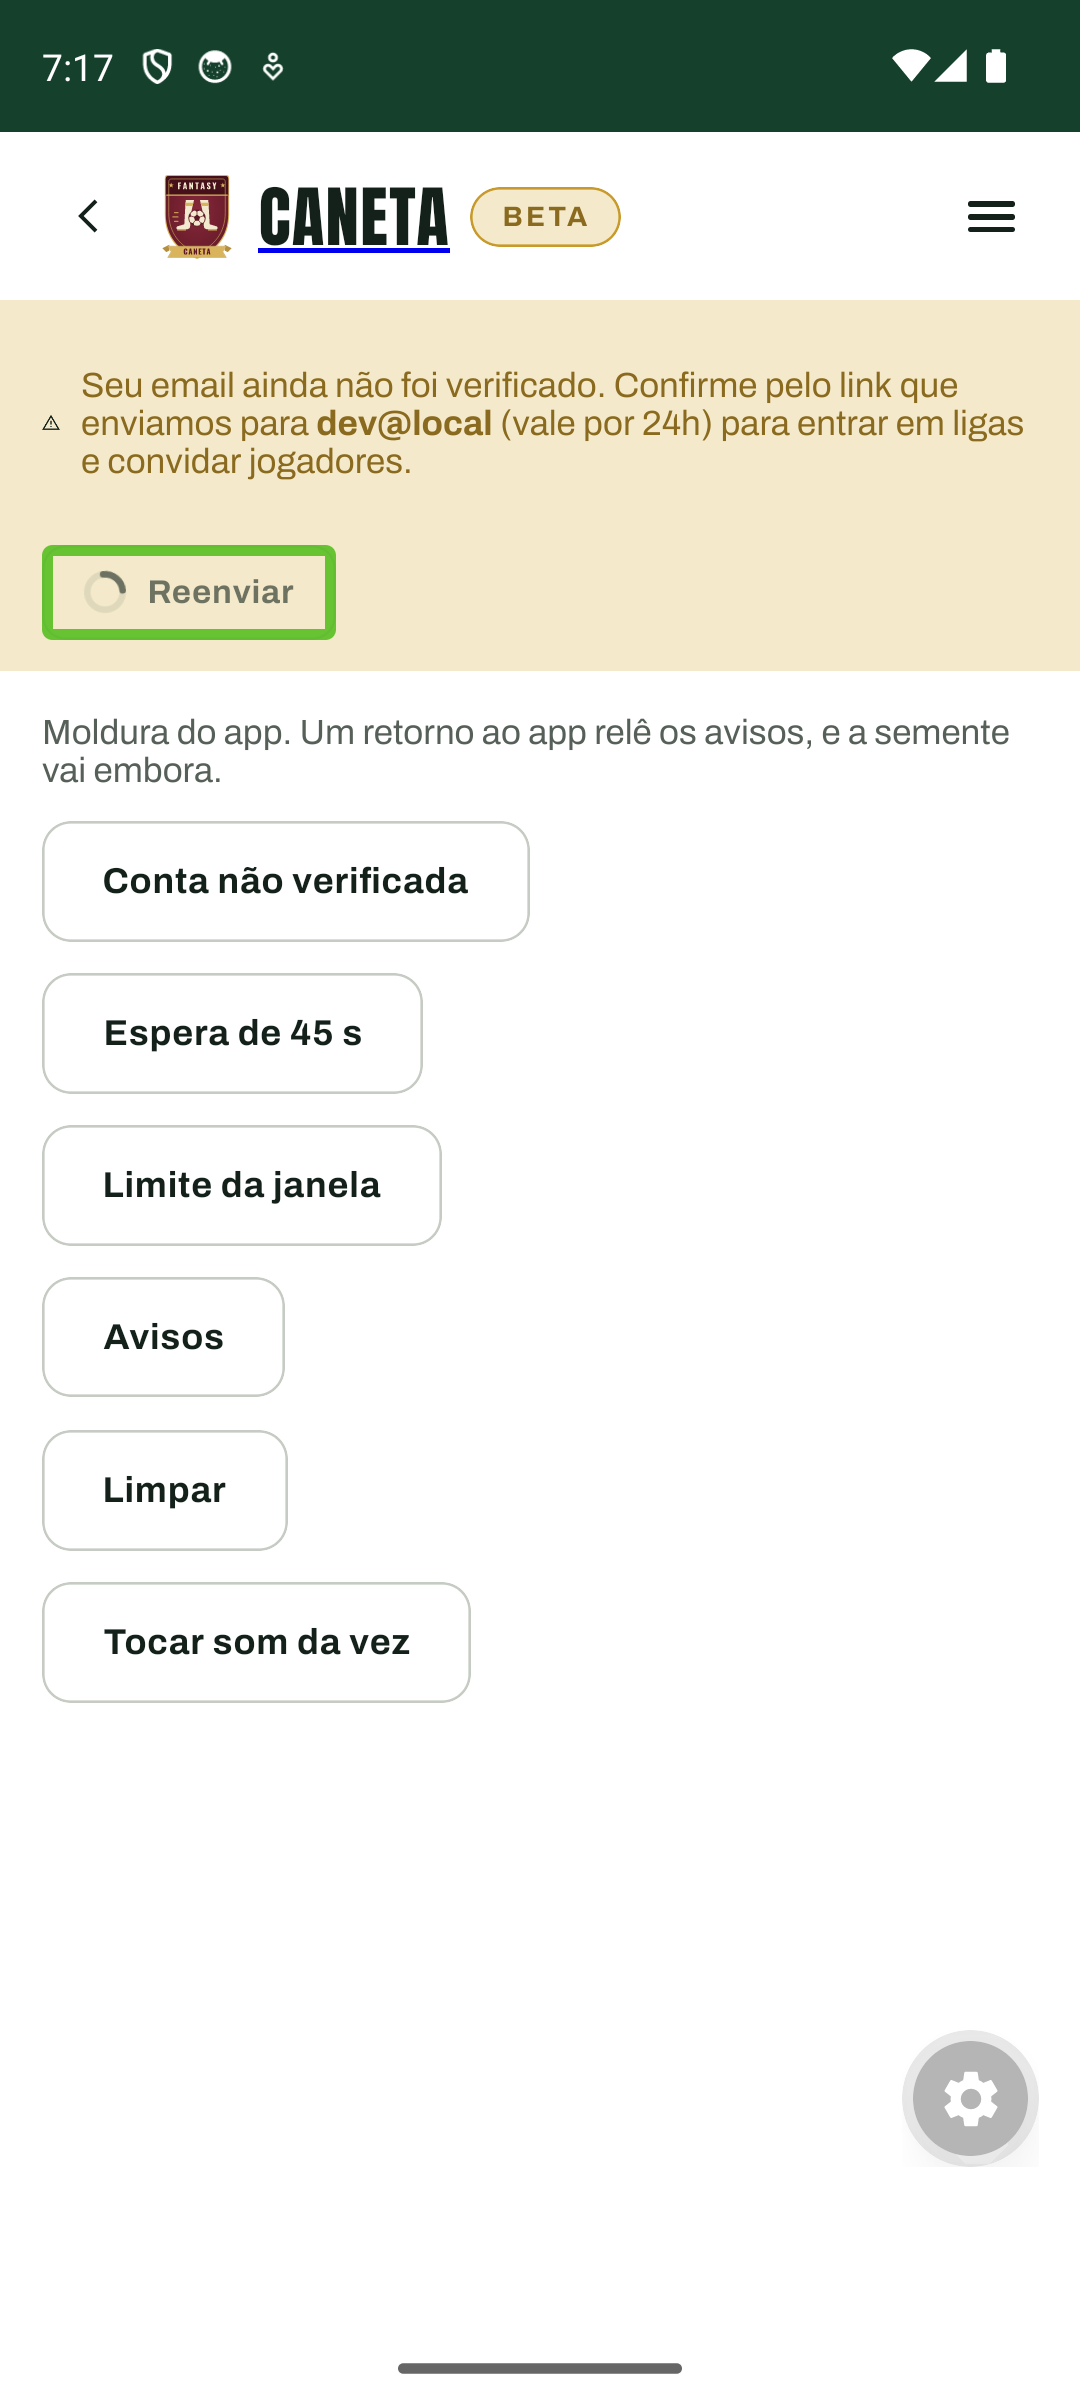 7:17
FANTASY
CANETA
CANETA
BETA
Seu email ainda não foi verificado. Confirme pelo link que
enviamos para dev@local (vale por 24h) para entrar em ligas
e convidar jogadores.
Reenviar
Moldura do app. Um retorno ao app relê os avisos, e a semente
vai embora.
Conta não verificada
Espera de 45 s
Limite da janela
Avisos
Limpar
Tocar som da vez